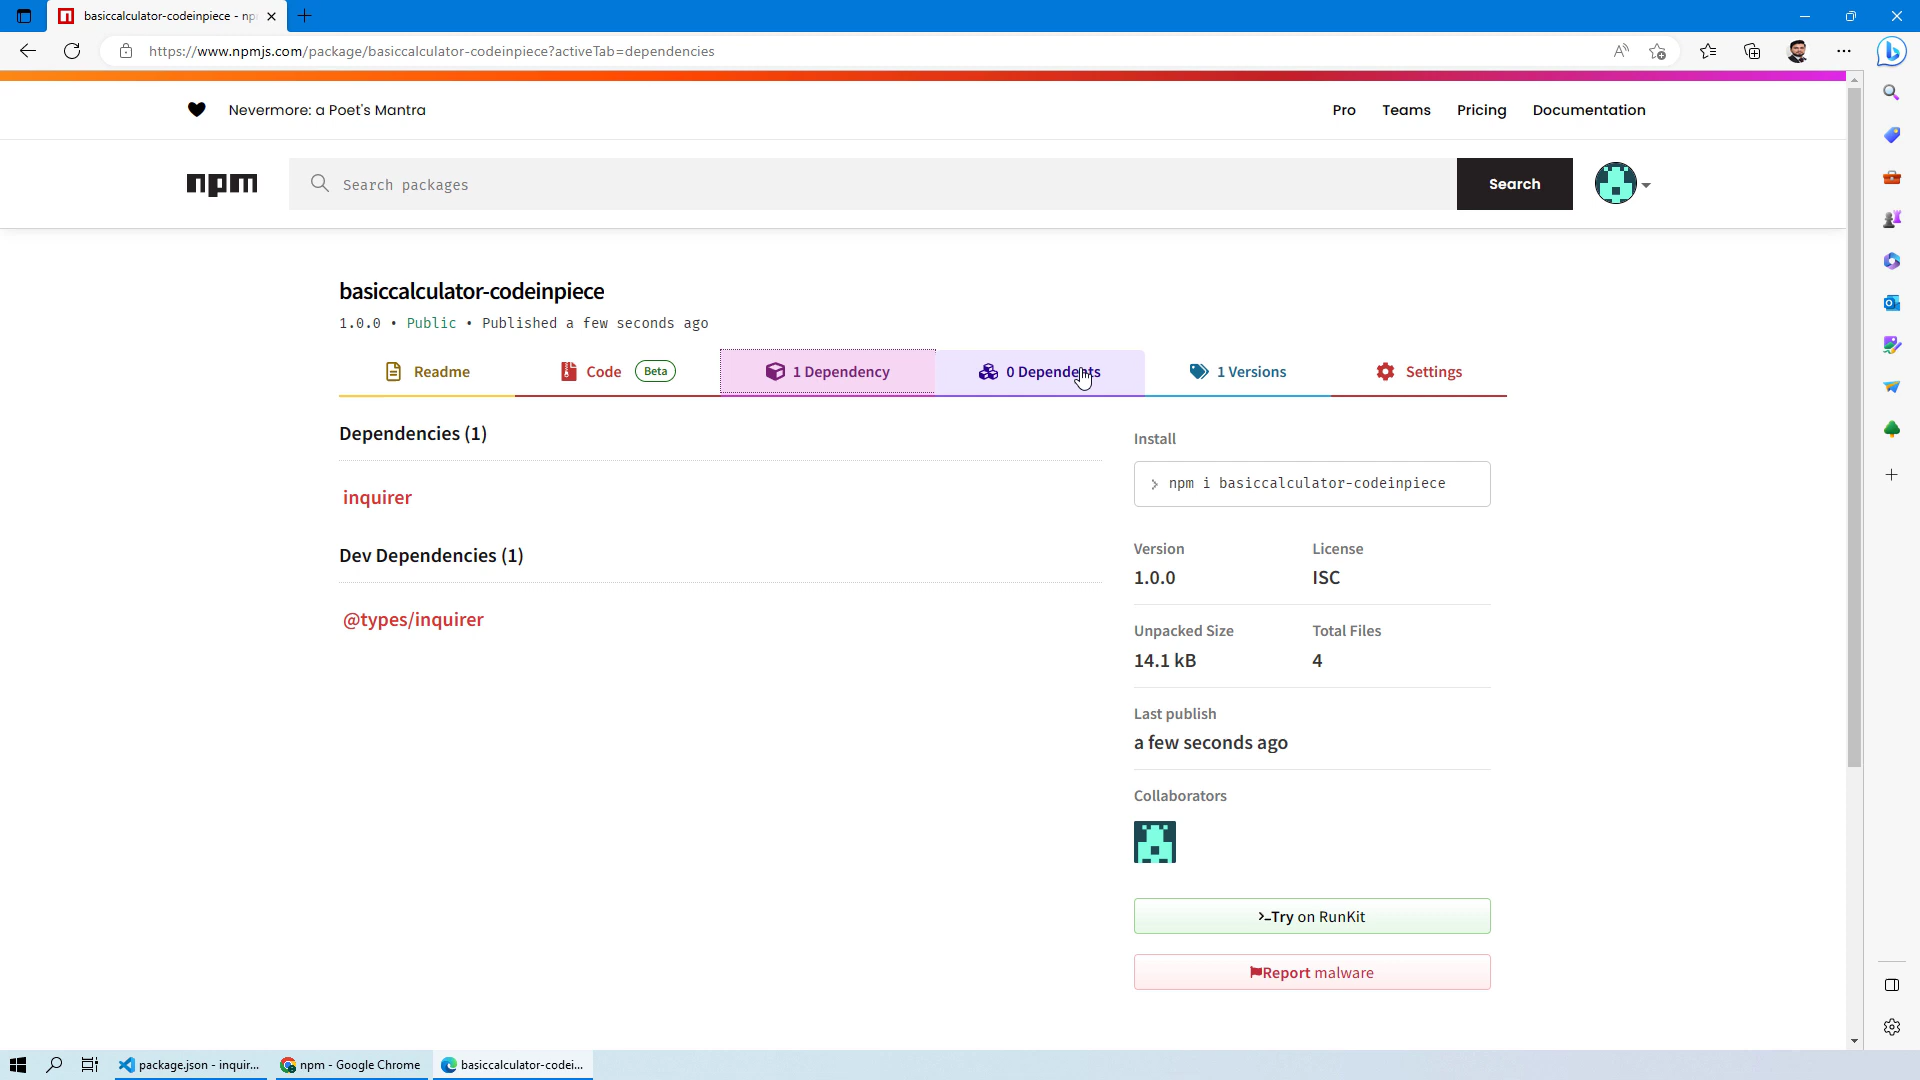 basiccalculator-codeinpiece - np
https://www.npmjs.com/package/basiccalculator-codeinpiece?activeTab=dependencies
Nevermore: a Poet's Mantra
Pro Teams Pricing Documentation
npm
Search packages
Search
basiccalculator-codeinpiece
1.0.0 • Public • Published a few seconds ago
Readme
Code Beta
1 Dependency
0 Dependents
1 Versions
Settings
Dependencies (1)
inquirer
Dev Dependencies (1)
@types/inquirer
Install
> npm i basiccalculator-codeinpiece
Version License
1.0.0 ISC
Unpacked Size Total Files
14.1 kB 4
Last publish
a few seconds ago
Collaborators
>-Try on RunKit
Report malware
package.json - inquir...
npm - Google Chrome
basiccalculator-codei...